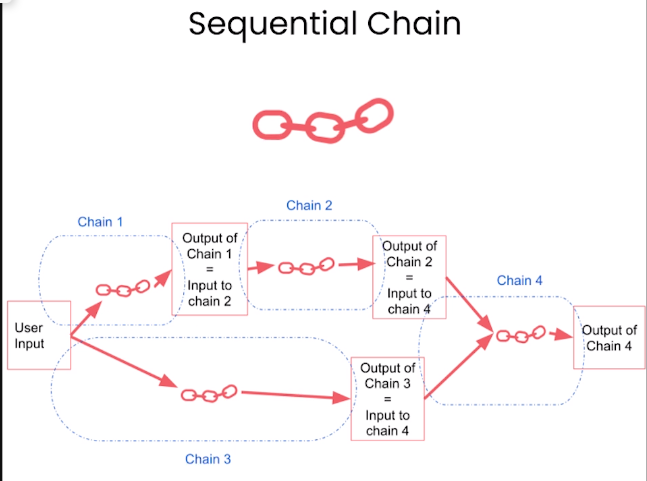 Sequential Chain
Chain 1
Chain 2
Output of
Chain 1
=
Input to
chain 2
Output of
Chain 2
=
Input to
chain 4
Chain 4
User
Input
Output of
Chain 4
Output of
Chain 3
=
Input to
chain 4
Chain 3